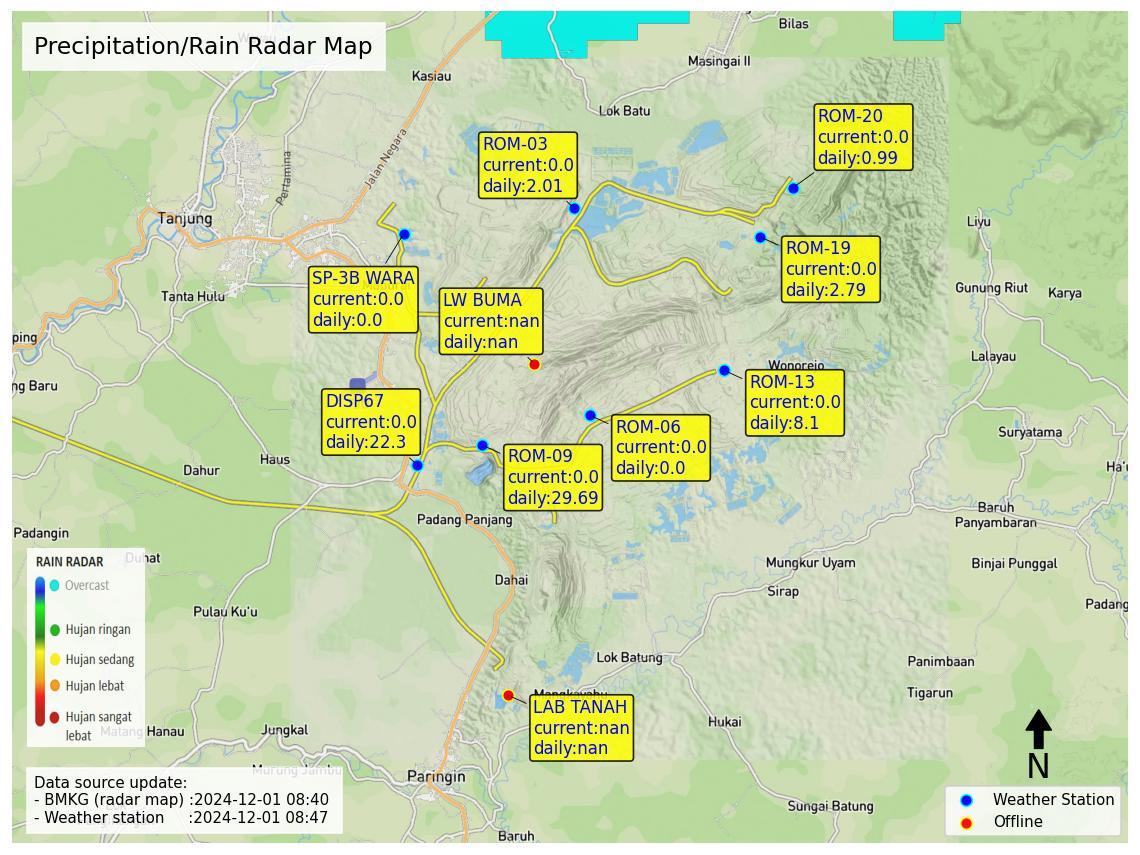 Precipitation/Rain Radar Map
Bilas
Masingai II
Kasiau
Lok Batu
Jalan Negara
Pertamina
Tanjung
Tanta Hulu
ROM-20
current:0.0
daily:0.99
ROM-03
current:0.0
daily:2.01
ROM-19
current:0.0
daily:2.79
SP-3B WARA
current:0.0
daily:0.0
LW BUMA
current:nan
daily:nan
Liyu
Gunung Riut
Karya
Lalayau
ping
ng Baru
Wonorejo
ROM-13
current:0.0
daily:8.1
DISP67
current:0.0
daily:22.3
ROM-06
current:0.0
daily:0.0
ROM-09
current:0.0
daily:29.69
Suryatama
Ha'u
Dahur
Haus
Padang Panjang
Baruh
Panyambaran
Padangin
Duhat
Binjai Punggal
Mungkur Uyam
Dahai
Sirap
Padang
Pulau Ku'u
RAIN RADAR
Overcast
Hujan ringan
Hujan sedang
Hujan lebat
Hujan sangat
lebat
Lok Batung
Panimbaan
Tigarun
Mangkayahu
LAB TANAH
current:nan
daily:nan
Hukai
Matang Hanau
Jungkal
Murung Jambu
Paringin
Sungai Batung
Baruh
N
Data source update:
- BMKG (radar map) :2024-12-01 08:40
- Weather station :2024-12-01 08:47
Weather Station
Offline